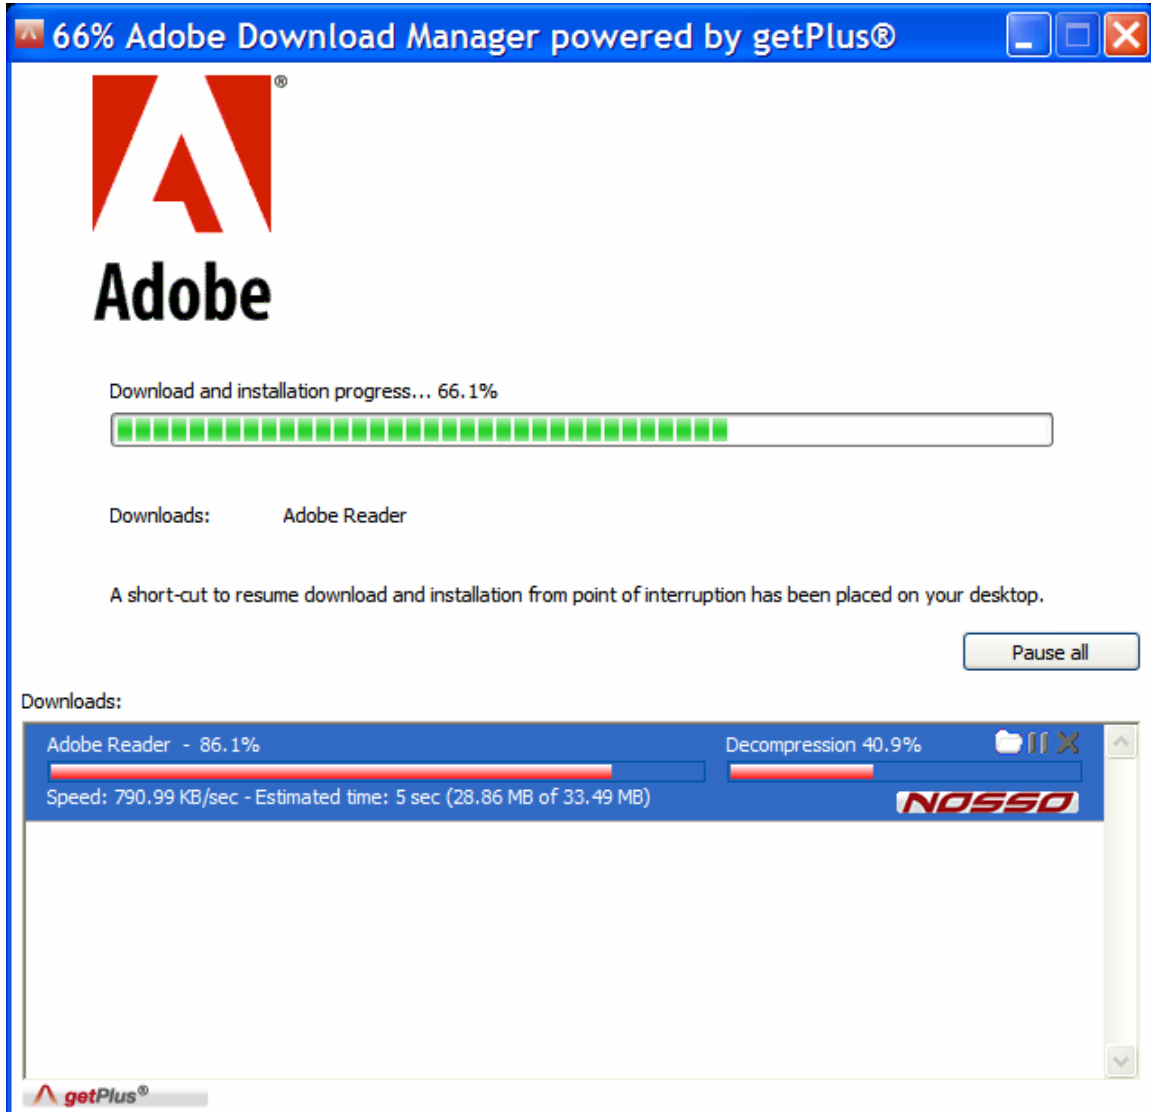 66% Adobe Download Manager powered by getPlus®
®
Adobe
Download and installation progress... 66.1%
Downloads: Adobe Reader
A short-cut to resume download and installation from point of interruption has been placed on your desktop.
Pause all
Downloads:
Adobe Reader - 86.1% Decompression 40.9%
Speed: 790.99 KB/sec - Estimated time: 5 sec (28.86 MB of 33.49 MB) NOSSO
getPlus®